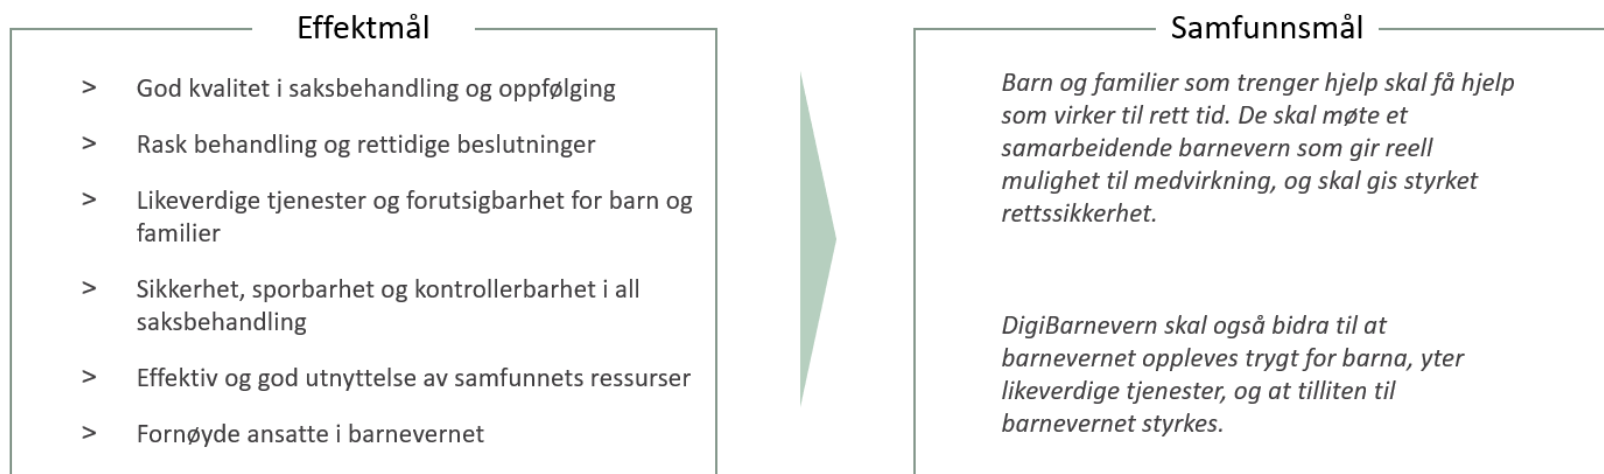 Effektmål
> God kvalitet i saksbehandling og oppfølging
> Rask behandling og rettidige beslutninger
> Likeverdige tjenester og forutsigbarhet for barn og
familier
> Sikkerhet, sporbarhet og kontrollerbarhet i all
saksbehandling
> Effektiv og god utnyttelse av samfunnets ressurser
> Fornøyde ansatte i barnevernet
Samfunnsmål
Barn og familier som trenger hjelp skal få hjelp
som virker til rett tid. De skal møte et
samarbeidende barnevern som gir reell
mulighet til medvirkning, og skal gis styrket
rettssikkerhet.
DigiBarnevern skal også bidra til at
barnevernet oppleves trygt for barna, yter
likeverdige tjenester, og at tilliten til
barnevernet styrkes.